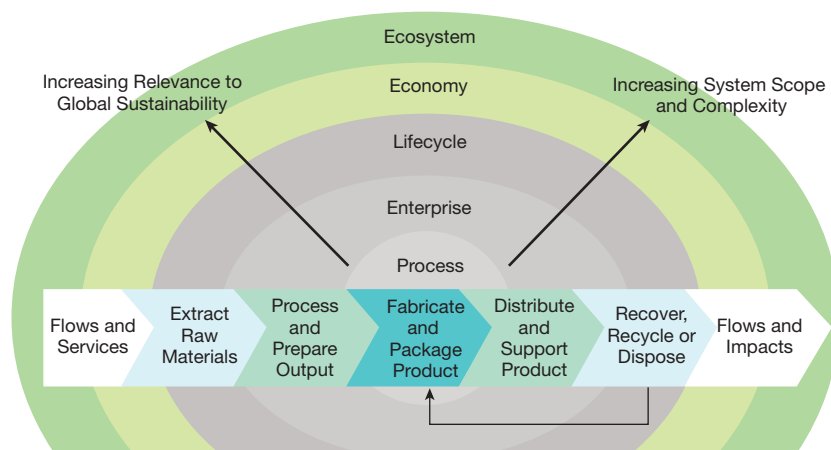 Ecosystem
Increasing Relevance to
Global Sustainability
Economy
Increasing System Scope
and Complexity
Lifecycle
Enterprise
Process
Flows and
Services
Extract
Raw
Materials
Process
and
Prepare
Output
Fabricate
and
Package
Product
Distribute
and
Support
Product
Recover,
Recycle or
Dispose
Flows and
Impacts